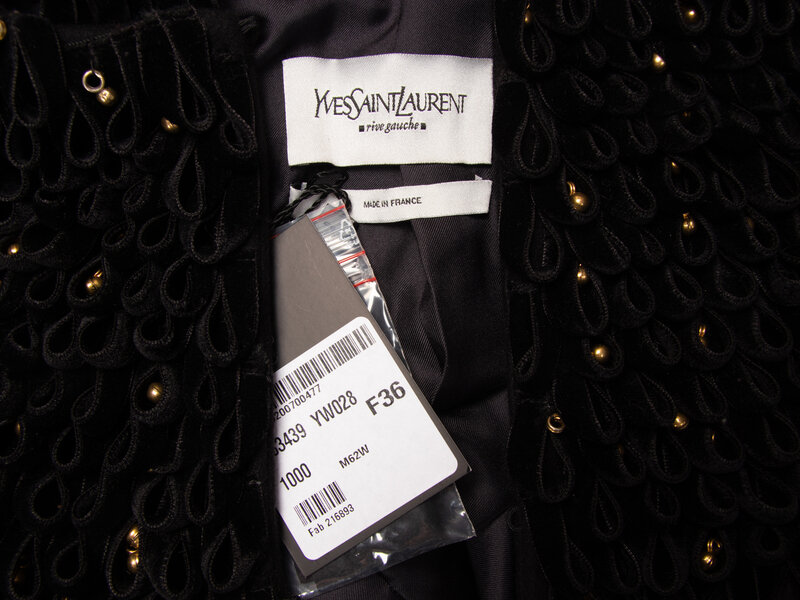 YVESSAINTLAURENT
rive gauche
MADE IN FRANCE
200700477
3439 YW028 F36
1000 M62W
Fab 216893